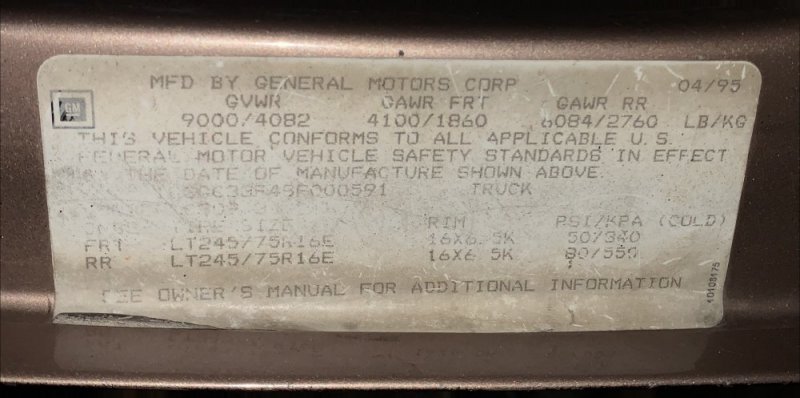 MFD BY GENERAL MOTORS CORP 04/95
GM
GVWR GAWR FRT GAWR RR
9000/4082 4100/1860 6084/2760 LB/KG
THIS VEHICLE CONFORMS TO ALL APPLICABLE U.S.
FEDERAL MOTOR VEHICLE SAFETY STANDARDS IN EFFECT
THE DATE OF MANUFACTURE SHOWN ABOVE.
TRUCK
TIRE SIZE RIM PSI/KPA (COLD)
FRT LT245/75R16E 16X6.5K 50/340
RR LT245/75R16E 16X6.5K 80/550
SEE OWNER'S MANUAL FOR ADDITIONAL INFORMATION